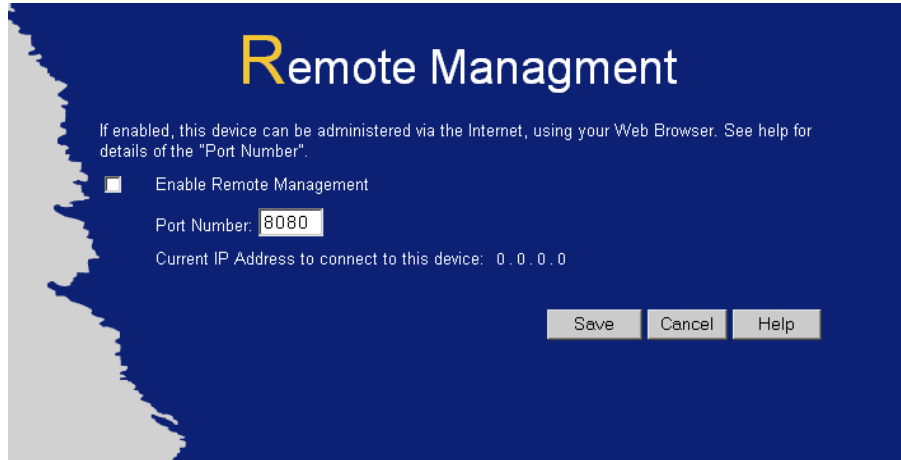 Remote Managment
If enabled, this device can be administered via the Internet, using your Web Browser. See help for
details of the "Port Number".
Enable Remote Management
Port Number: 8080
Current IP Address to connect to this device: 0.0.0.0
Save Cancel Help